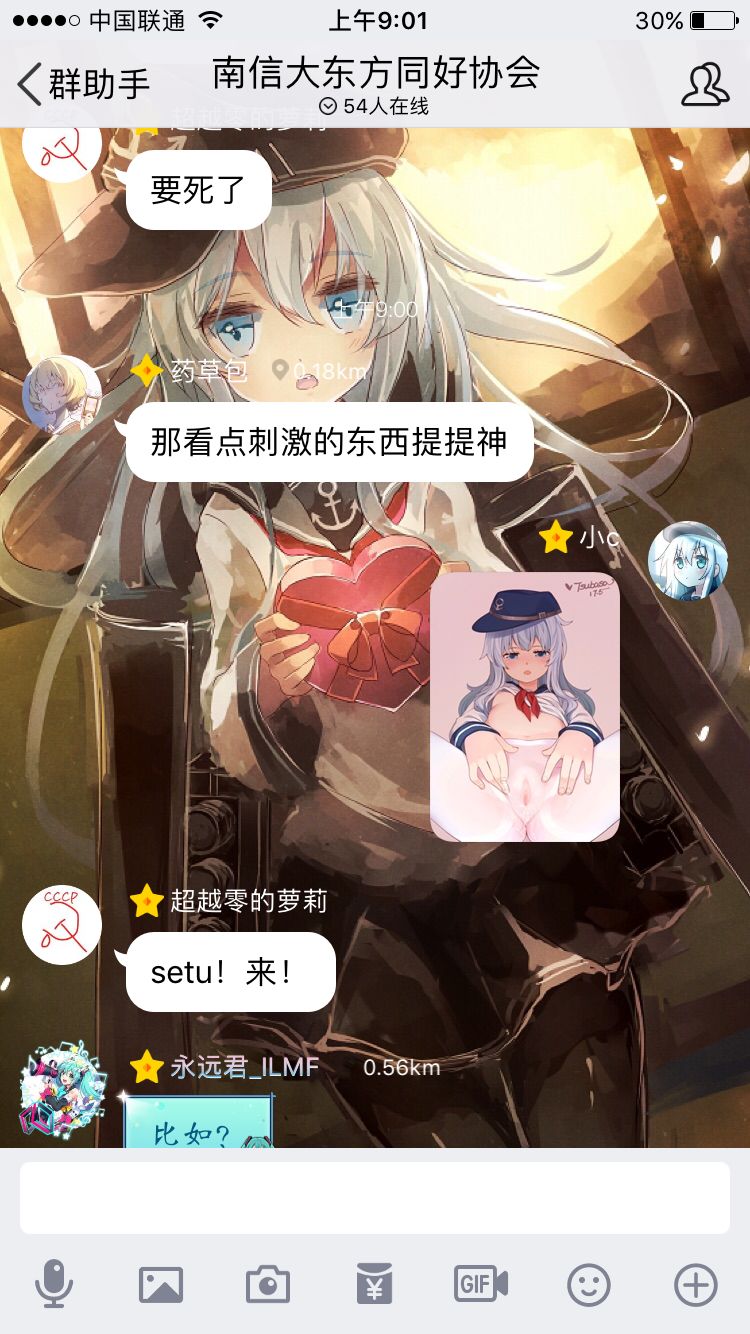 中国联通
上午9:01
30%
群助手
南信大东方同好协会
54人在线
超越零的萝莉
要死了
上午9:00
药草包
0.18km
那看点刺激的东西提提神
小c
Tsubasa
17.5
CCCP
超越零的萝莉
setu！来！
永远君_ILMF
0.56km
比如？
GIF